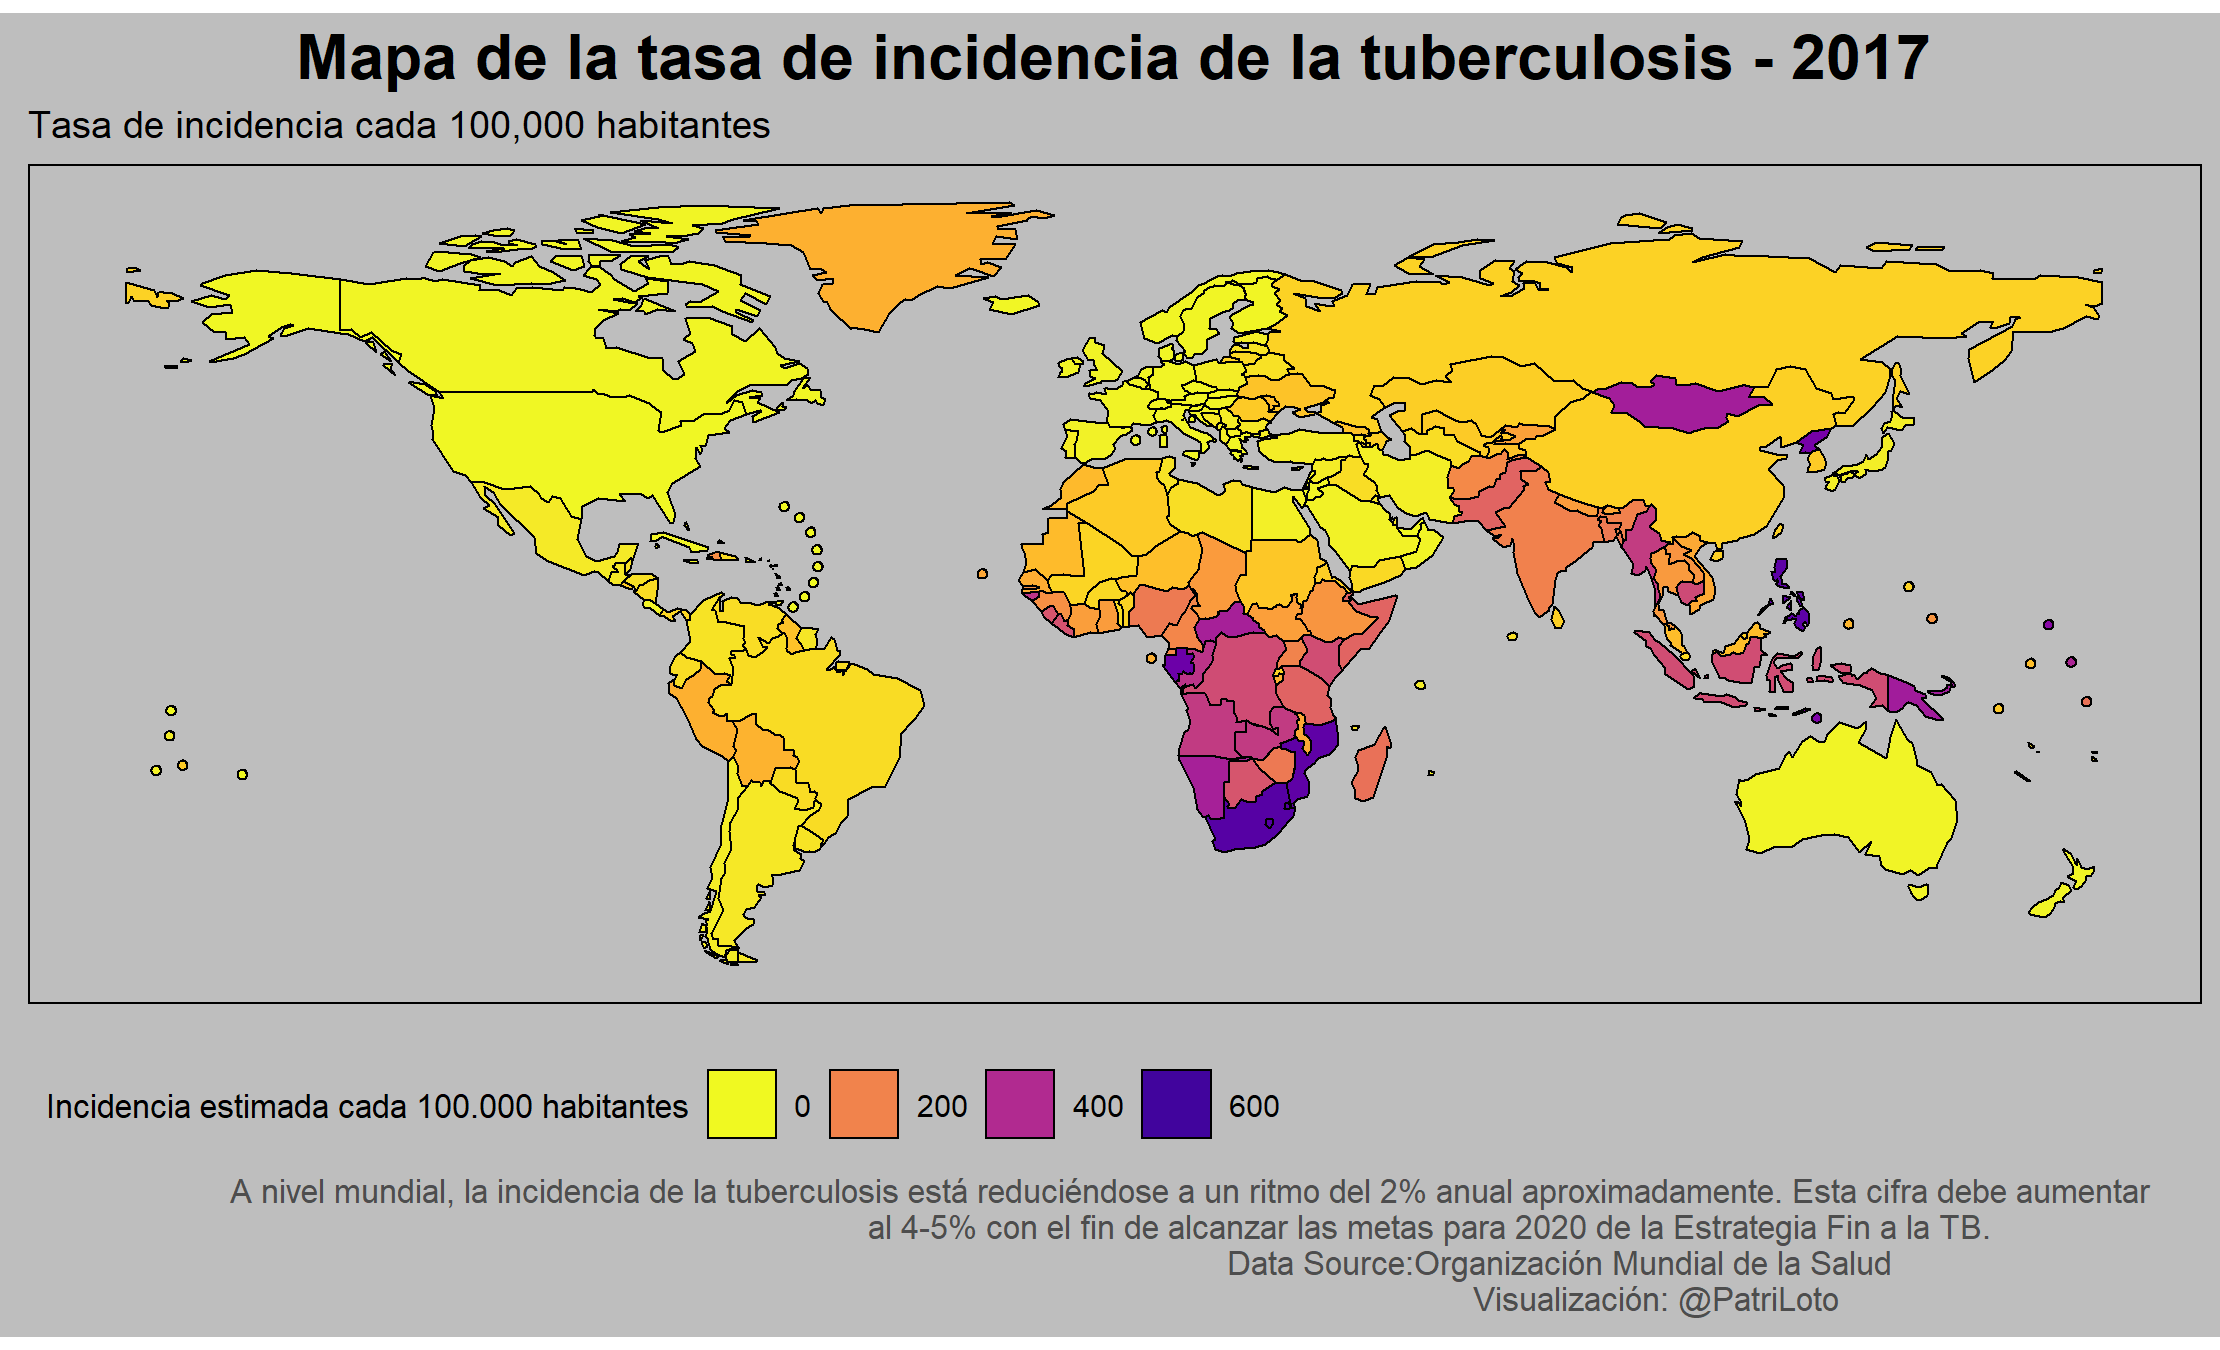 Mapa de la tasa de incidencia de la tuberculosis - 2017
Tasa de incidencia cada 100,000 habitantes
Incidencia estimada cada 100.000 habitantes 0 200 400 600
A nivel mundial, la incidencia de la tuberculosis está reduciéndose a un ritmo del 2% anual aproximadamente. Esta cifra debe aumentar
al 4-5% con el fin de alcanzar las metas para 2020 de la Estrategia Fin a la TB.
Data Source:Organización Mundial de la Salud
Visualización: @PatriLoto